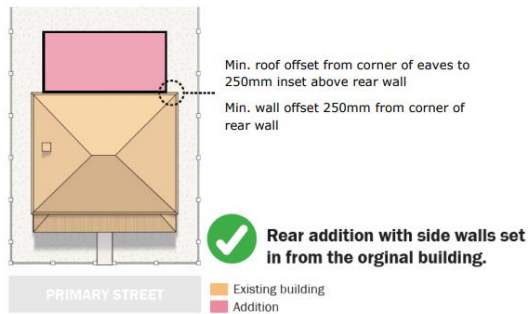 Min. roof offset from corner of eaves to
250mm inset above rear wall
Min. wall offset 250mm from corner of
rear wall
Rear addition with side walls set
in from the orginal building.
PRIMARY STREET
Existing building
Addition